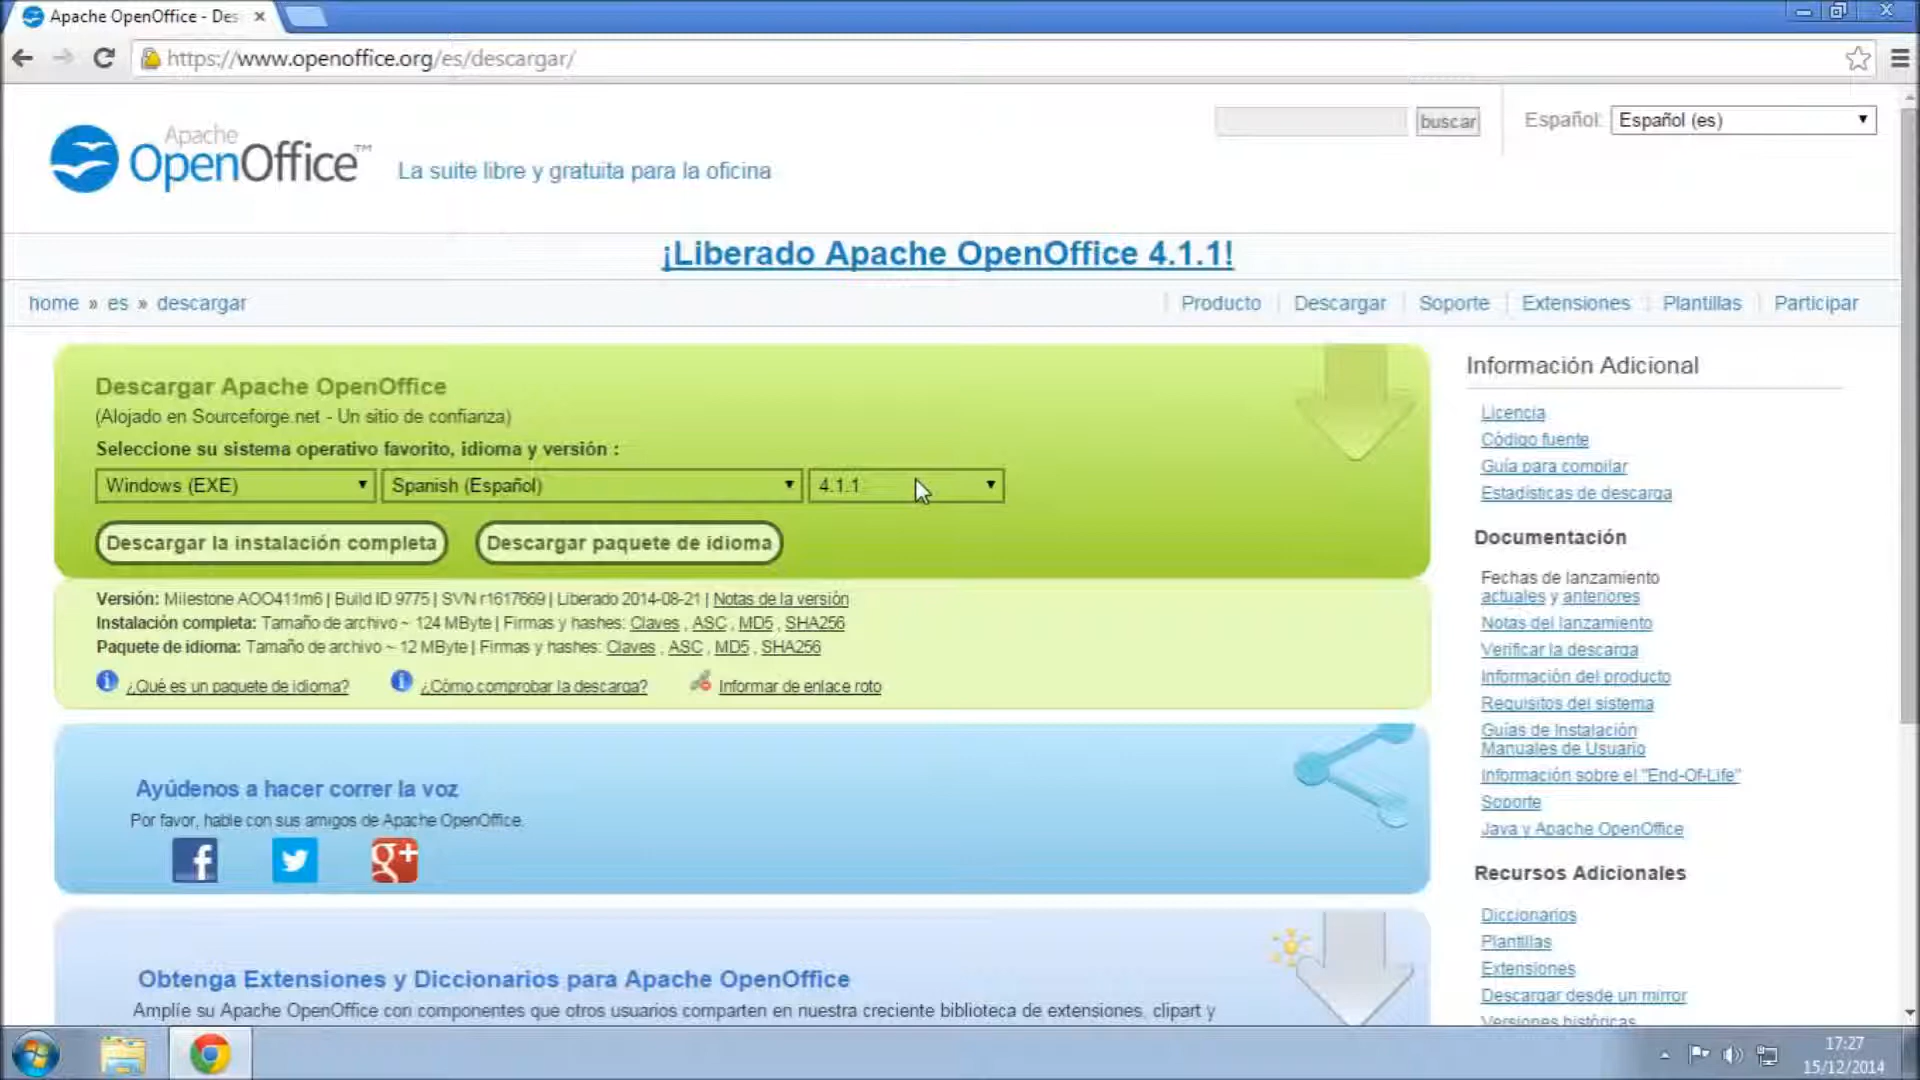 Apache OpenOffice - Des
https://www.openoffice.org/es/descargar/
buscar
Español:
Español (es)
Apache
OpenOffice™
La suite libre y gratuita para la oficina
¡Liberado Apache OpenOffice 4.1.1!
home » es » descargar
Producto
Descargar
Soporte
Extensiones
Plantillas
Participar
Descargar Apache OpenOffice
(Alojado en Sourceforge.net - Un sitio de confianza)
Seleccione su sistema operativo favorito, idioma y versión :
Windows (EXE)
Spanish (Español)
4.1.1
Descargar la instalación completa
Descargar paquete de idioma
Versión: Milestone AOO411m6 | Build ID 9775 | SVN r1617669 | Liberado 2014-08-21 | Notas de la versión
Instalación completa: Tamaño de archivo ~ 124 MByte | Firmas y hashes: Claves , ASC , MD5 , SHA256
Paquete de idioma: Tamaño de archivo ~ 12 MByte | Firmas y hashes: Claves , ASC , MD5 , SHA256
¿Qué es un paquete de idioma?
¿Cómo comprobar la descarga?
Informar de enlace roto
Ayúdenos a hacer correr la voz
Por favor, hable con sus amigos de Apache OpenOffice.
f
g+
Obtenga Extensiones y Diccionarios para Apache OpenOffice
Amplíe su Apache OpenOffice con componentes que otros usuarios comparten en nuestra creciente biblioteca de extensiones, clipart y
Información Adicional
Licencia
Código fuente
Guía para compilar
Estadísticas de descarga
Documentación
Fechas de lanzamiento
actuales y anteriores
Notas del lanzamiento
Verificar la descarga
Información del producto
Requisitos del sistema
Guías de Instalación
Manuales de Usuario
Información sobre el "End-Of-Life"
Soporte
Java y Apache OpenOffice
Recursos Adicionales
Diccionarios
Plantillas
Extensiones
Descargar desde un mirror
Versiones históricas
17:27
15/12/2014